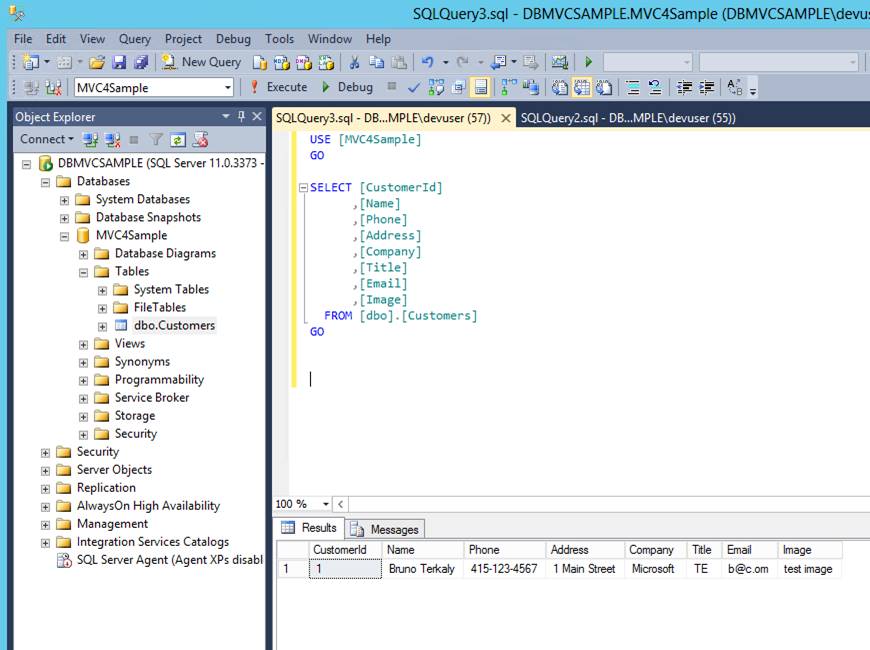 SQLQuery3.sql - DBMVCSAMPLE.MVC4Sample (DBMVCSAMPLE\devus
File Edit View Query Project Debug Tools Window Help
New Query
MVC4Sample Execute Debug
Object Explorer
Connect
DBMVCSAMPLE (SQL Server 11.0.3373 -
Databases
System Databases
Database Snapshots
MVC4Sample
Database Diagrams
Tables
System Tables
FileTables
dbo.Customers
Views
Synonyms
Programmability
Service Broker
Storage
Security
Security
Server Objects
Replication
AlwaysOn High Availability
Management
Integration Services Catalogs
SQL Server Agent (Agent XPs disabl
SQLQuery3.sql - DB...MPLE\devuser (57)) SQLQuery2.sql - DB...MPLE\devuser (55))
USE [MVC4Sample]
GO
SELECT [CustomerId]
,[Name]
,[Phone]
,[Address]
,[Company]
,[Title]
,[Email]
,[Image]
FROM [dbo].[Customers]
GO
100 %
Results Messages
CustomerId Name Phone Address Company Title Email Image
1 1 Bruno Terkaly 415-123-4567 1 Main Street Microsoft TE b@c.om test image